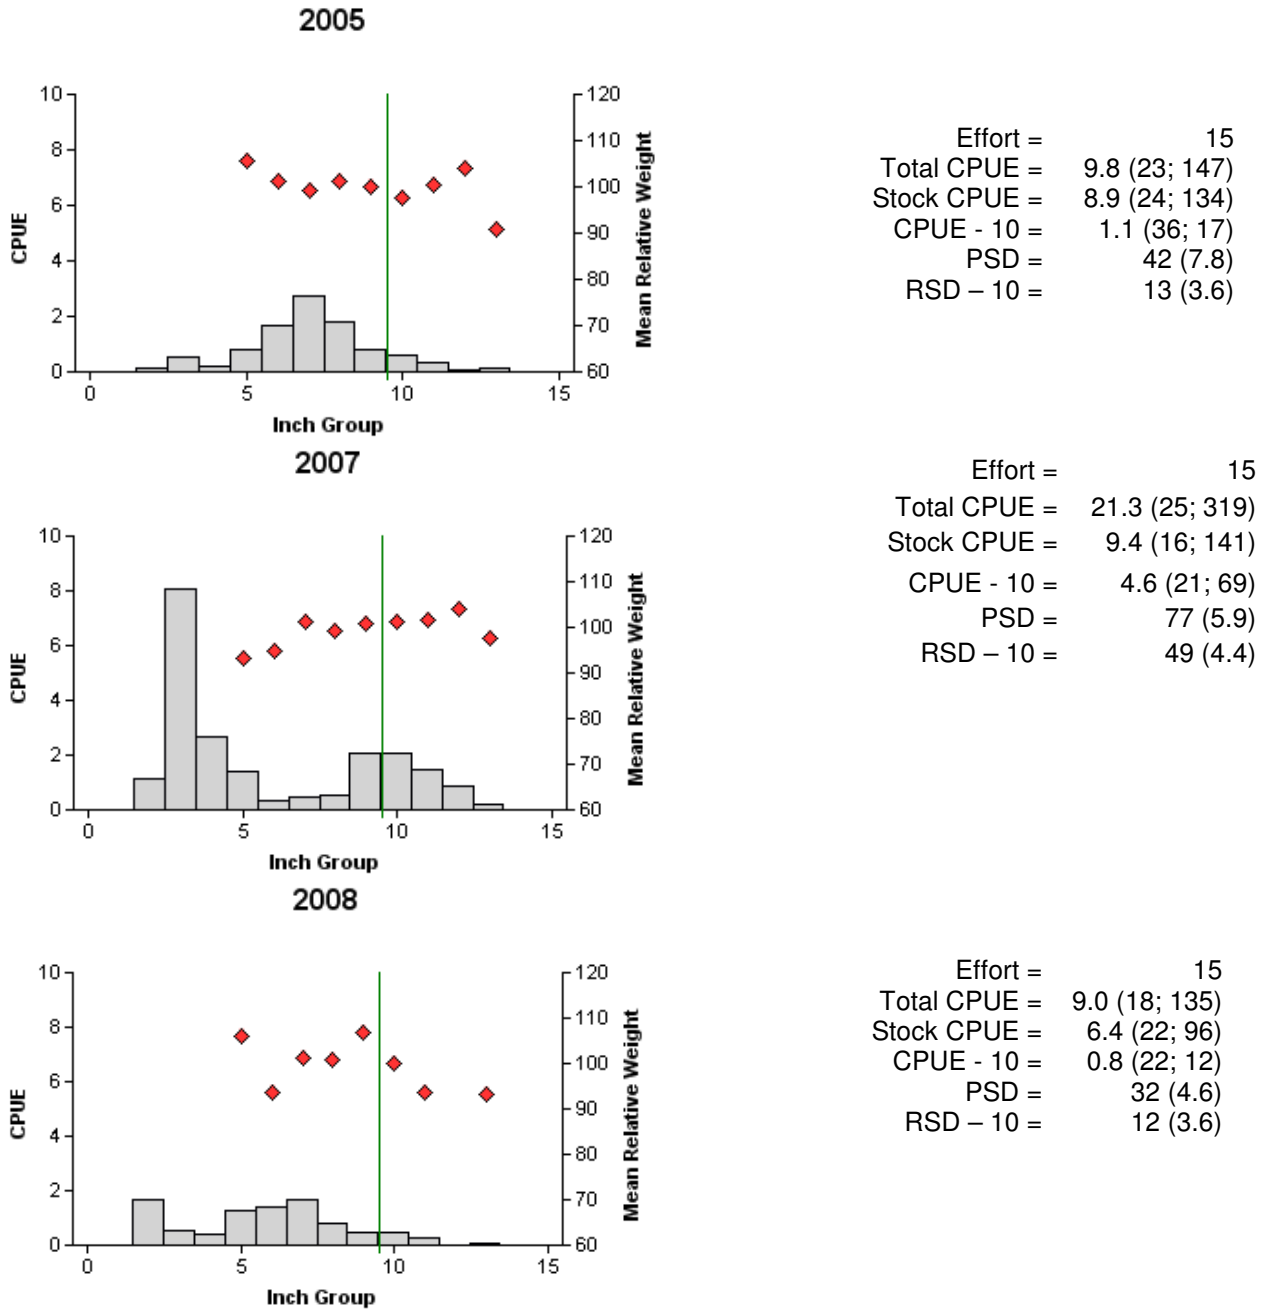 2005
10
8
6
4
2
0
CPUE
120
110
100
90
80
70
60
Mean Relative Weight
0 5 10 15
Inch Group
Effort = 15
Total CPUE = 9.8 (23; 147)
Stock CPUE = 8.9 (24; 134)
CPUE - 10 = 1.1 (36; 17)
PSD = 42 (7.8)
RSD – 10 = 13 (3.6)
2007
10
8
6
4
2
0
CPUE
120
110
100
90
80
70
60
Mean Relative Weight
0 5 10 15
Inch Group
Effort = 15
Total CPUE = 21.3 (25; 319)
Stock CPUE = 9.4 (16; 141)
CPUE - 10 = 4.6 (21; 69)
PSD = 77 (5.9)
RSD – 10 = 49 (4.4)
2008
10
8
6
4
2
0
CPUE
120
110
100
90
80
70
60
Mean Relative Weight
0 5 10 15
Inch Group
Effort = 15
Total CPUE = 9.0 (18; 135)
Stock CPUE = 6.4 (22; 96)
CPUE - 10 = 0.8 (22; 12)
PSD = 32 (4.6)
RSD – 10 = 12 (3.6)